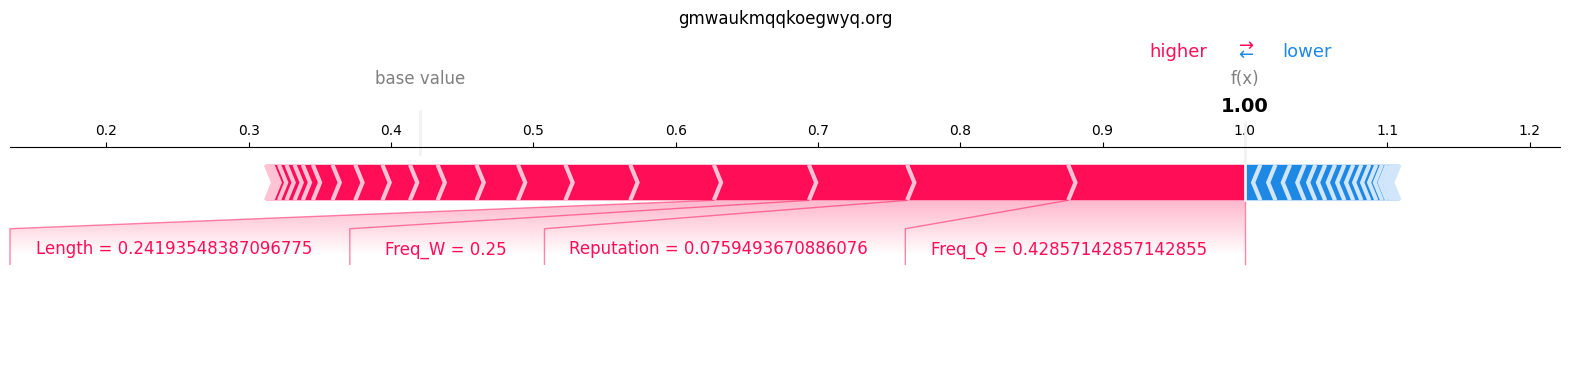 gmwaukmqqkoegwyq.org
higher ⇄ lower
base value f(x)
1.00
0.2 0.3 0.4 0.5 0.6 0.7 0.8 0.9 1.0 1.1 1.2
Length = 0.24193548387096775 Freq_W = 0.25 Reputation = 0.0759493670886076 Freq_Q = 0.42857142857142855